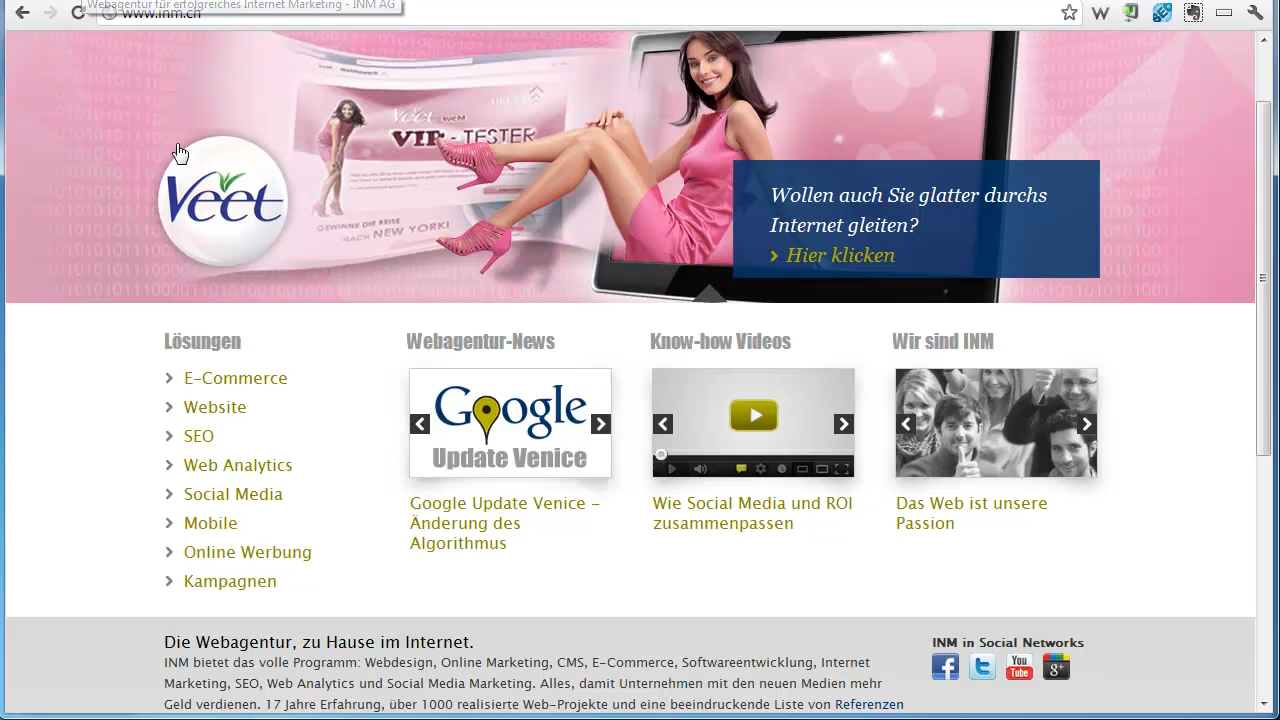 Webagentur für erfolgreiches Internet Marketing - INM AG
www.inm.ch
Veet sucht
VIP - TESTER
GEWINNE DIE REISE
NACH NEW YORK!
Veet
Wollen auch Sie glatter durchs
Internet gleiten?
Hier klicken
Lösungen
E-Commerce
Website
SEO
Web Analytics
Social Media
Mobile
Online Werbung
Kampagnen
Webagentur-News
Google
Update Venice
Google Update Venice –
Änderung des
Algorithmus
Know-how Videos
Wie Social Media und ROI
zusammenpassen
Wir sind INM
Das Web ist unsere
Passion
Die Webagentur, zu Hause im Internet.
INM bietet das volle Programm: Webdesign, Online Marketing, CMS, E-Commerce, Softwareentwicklung, Internet
Marketing, SEO, Web Analytics und Social Media Marketing. Alles, damit Unternehmen mit den neuen Medien mehr
Geld verdienen. 17 Jahre Erfahrung, über 1000 realisierte Web-Projekte und eine beeindruckende Liste von Referenzen
INM in Social Networks
You
Tube
g+